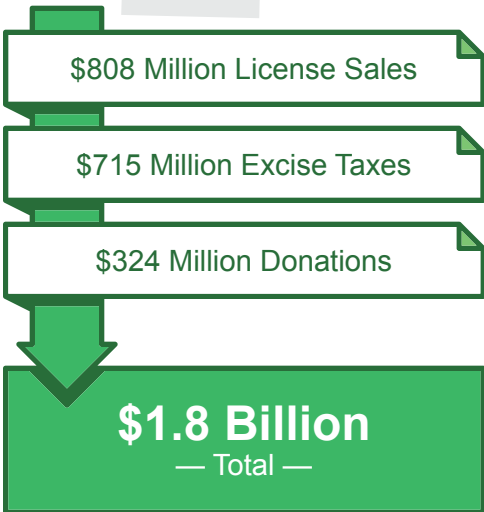 $808 Million License Sales
$715 Million Excise Taxes
$324 Million Donations
$1.8 Billion
— Total —